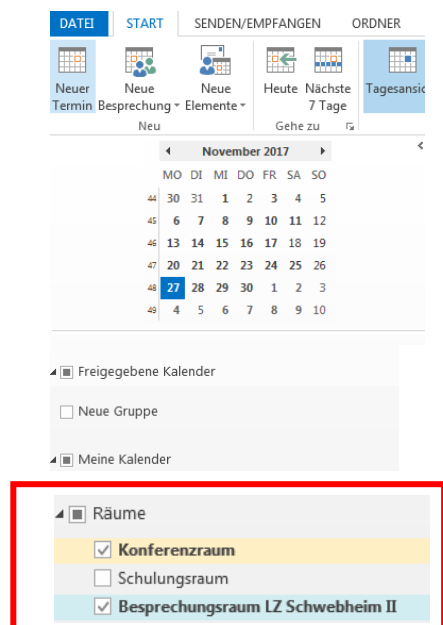 DATEI START SENDEN/EMPFANGEN ORDNER
Neuer Neue Neue Heute Nächste Tagesansic
Termin Besprechung Elemente 7 Tage
Neu Gehe zu
November 2017
MO DI MI DO FR SA SO
44 30 31 1 2 3 4 5
45 6 7 8 9 10 11 12
46 13 14 15 16 17 18 19
47 20 21 22 23 24 25 26
48 27 28 29 30 1 2 3
49 4 5 6 7 8 9 10
Freigegebene Kalender
Neue Gruppe
Meine Kalender
Räume
Konferenzraum
Schulungsraum
Besprechungsraum LZ Schwebheim II